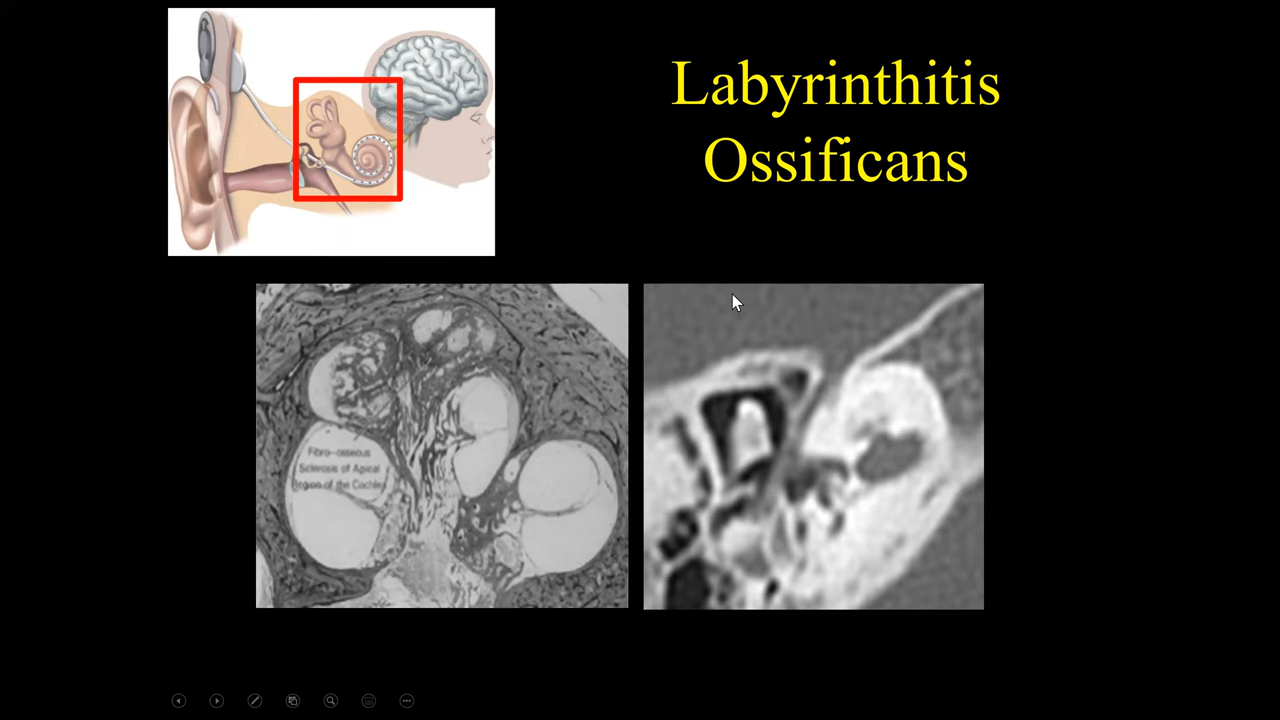 Labyrinthitis
Ossificans
Fibro-osseous
Sclerosis of Apical
Region of the Cochlea